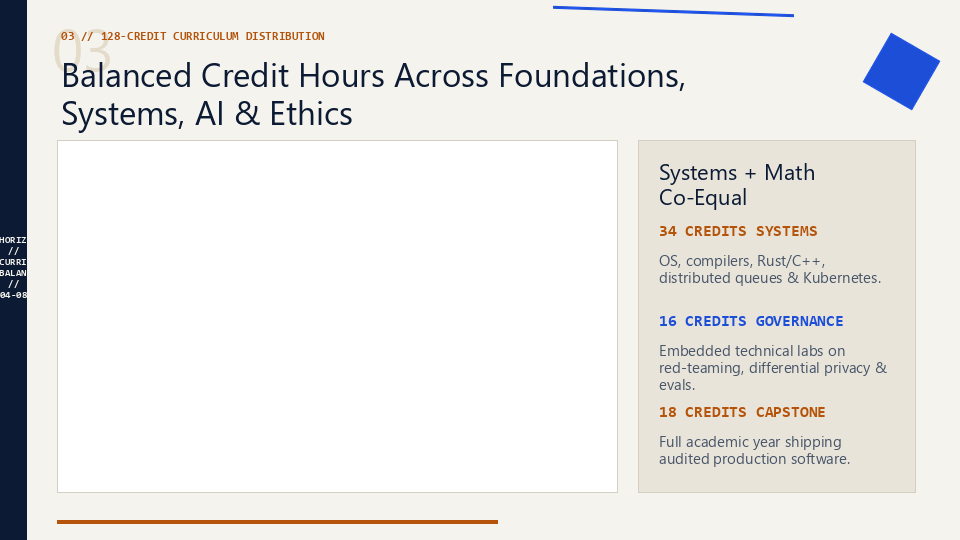 03
03 // 128-CREDIT CURRICULUM DISTRIBUTION
Balanced Credit Hours Across Foundations,
Systems, AI & Ethics
HORIZ
//
CURRI
BALAN
//
04-08
Systems + Math
Co-Equal
34 CREDITS SYSTEMS
OS, compilers, Rust/C++,
distributed queues & Kubernetes.
16 CREDITS GOVERNANCE
Embedded technical labs on
red-teaming, differential privacy &
evals.
18 CREDITS CAPSTONE
Full academic year shipping
audited production software.